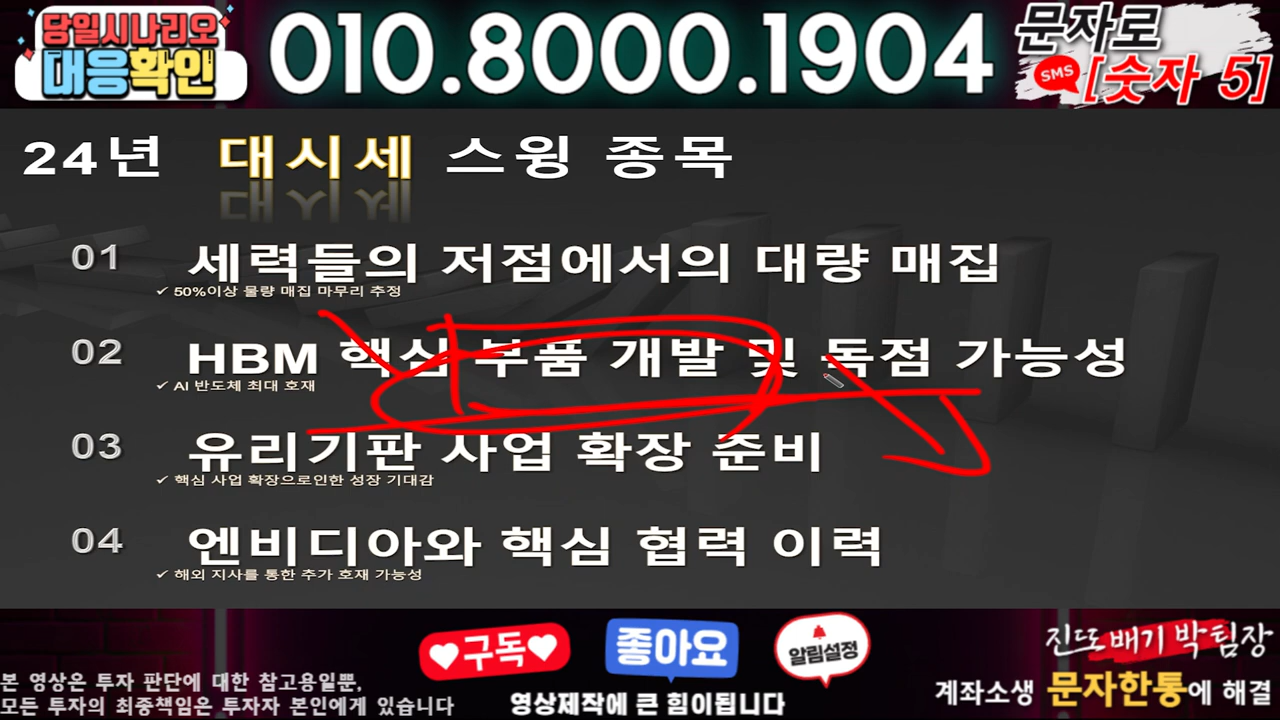 당일시나리오
대응확인
010.8000.1904
문자로
SMS [숫자 5]
24년 대시세 스윙 종목
01 세력들의 저점에서의 대량 매집
✓ 50%이상 물량 매집 마무리 추정
02 HBM 핵심 부품 개발 및 독점 가능성
✓ AI 반도체 최대 호재
03 유리기판 사업 확장 준비
✓ 핵심 사업 확장으로인한 성장 기대감
04 엔비디아와 핵심 협력 이력
✓ 해외 지사를 통한 추가 호재 가능성
구독
좋아요
알림설정
영상제작에 큰 힘이됩니다
본 영상은 투자 판단에 대한 참고용일뿐,
모든 투자의 최종책임은 투자자 본인에게 있습니다
진또배기 박팀장
계좌소생 문자한통에 해결